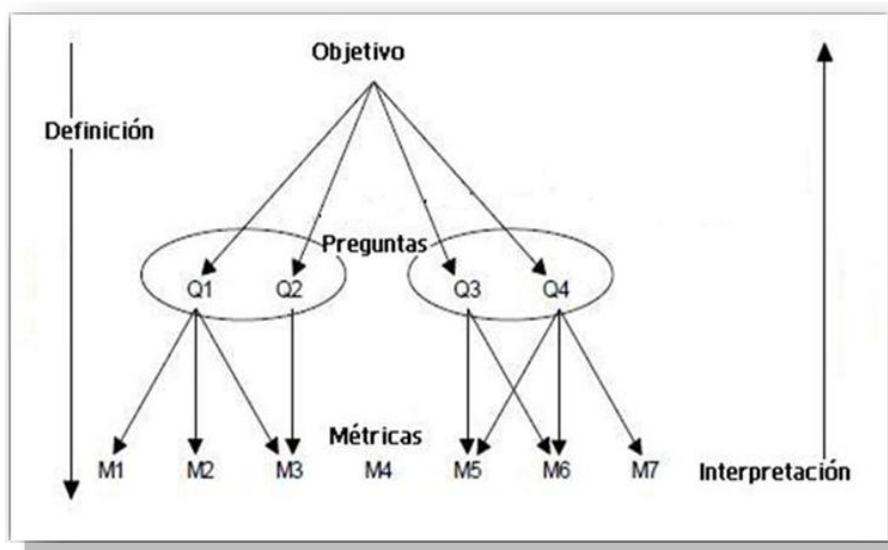 Objetivo
Definición
Preguntas
Q1 Q2 Q3 Q4
Métricas
M1 M2 M3 M4 M5 M6 M7 Interpretación